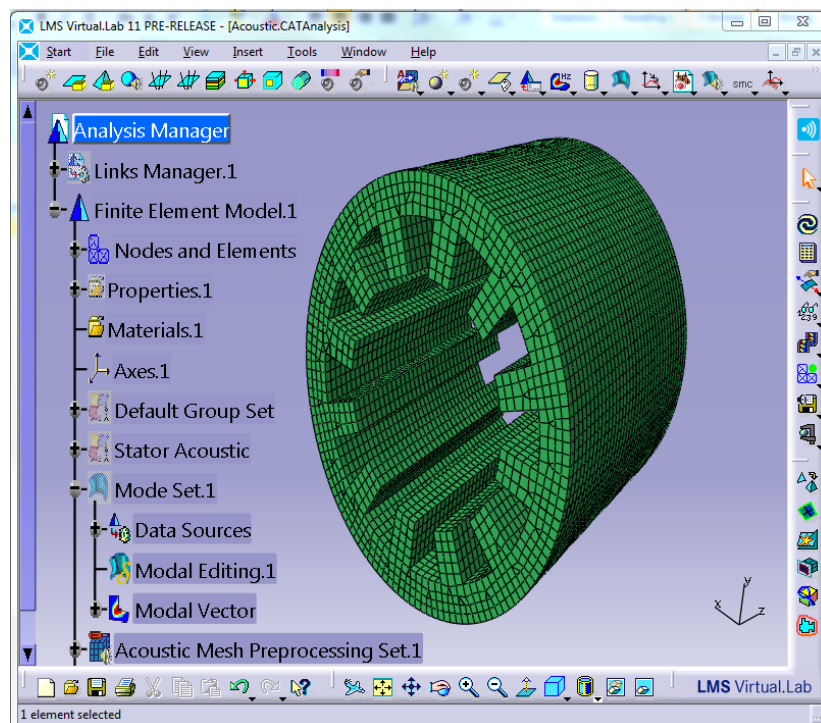 LMS Virtual.Lab 11 PRE-RELEASE - [Acoustic.CATAnalysis]
Start File Edit View Insert Tools Window Help
smc
Analysis Manager
Links Manager.1
Finite Element Model.1
Nodes and Elements
Properties.1
Materials.1
Axes.1
Default Group Set
Stator Acoustic
Mode Set.1
Data Sources
Modal Editing.1
Modal Vector
Acoustic Mesh Preprocessing Set.1
y
x z
LMS Virtual.Lab
1 element selected